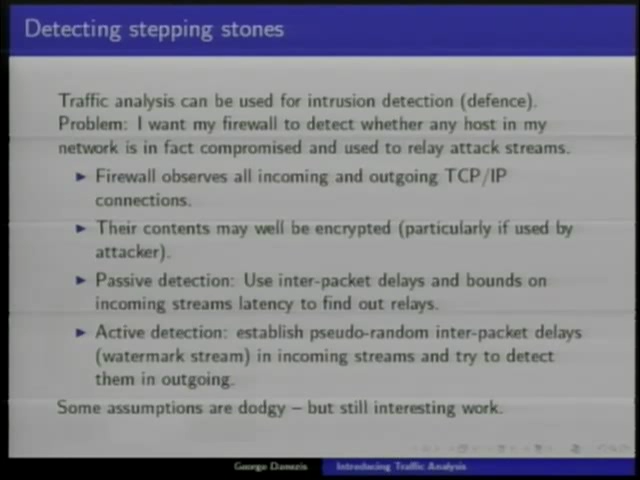 Detecting stepping stones
Traffic analysis can be used for intrusion detection (defence).
Problem: I want my firewall to detect whether any host in my
network is in fact compromised and used to relay attack streams.
Firewall observes all incoming and outgoing TCP/IP
connections.
Their contents may well be encrypted (particularly if used by
attacker).
Passive detection: Use inter-packet delays and bounds on
incoming streams latency to find out relays.
Active detection: establish pseudo-random inter-packet delays
(watermark stream) in incoming streams and try to detect
them in outgoing.
Some assumptions are dodgy – but still interesting work.
George Danezis Introducing Traffic Analysis